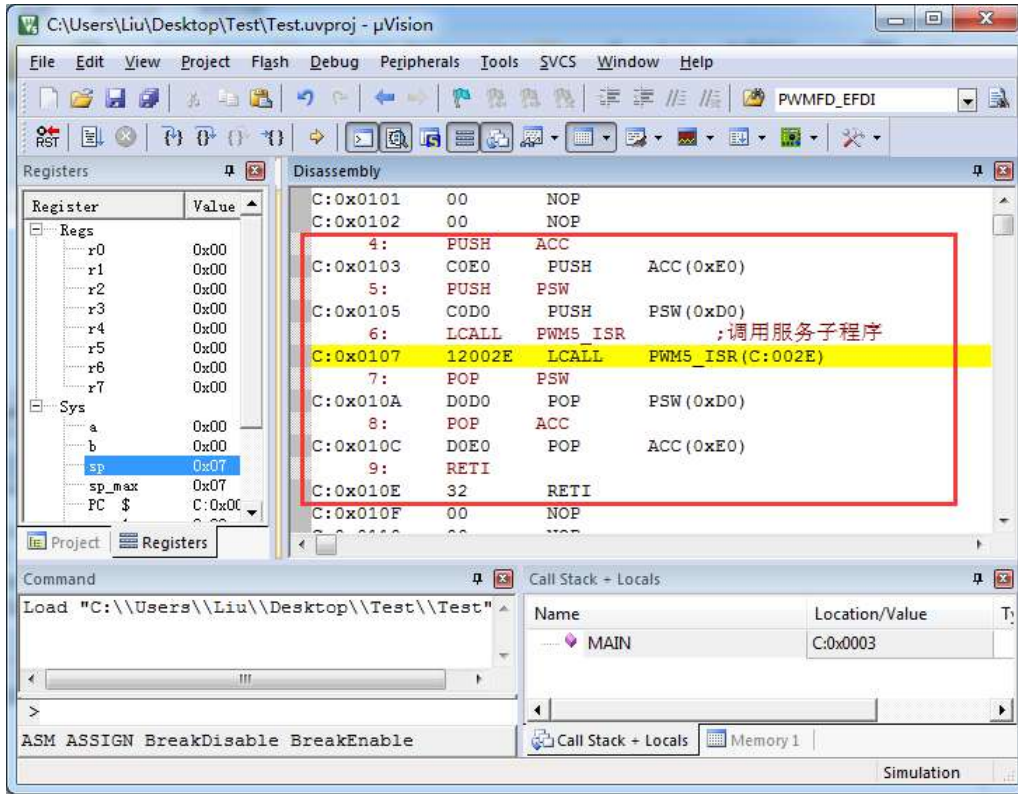 C:\Users\Liu\Desktop\Test\Test.uvproj - µVision
File Edit View Project Flash Debug Peripherals Tools SVCS Window Help
PWMFD_EFDI
RST
Registers
Register Value
Regs
r0 0x00
r1 0x00
r2 0x00
r3 0x00
r4 0x00
r5 0x00
r6 0x00
r7 0x00
Sys
a 0x00
b 0x00
sp 0x07
sp_max 0x07
PC $ C:0x00
Project Registers
Disassembly
C:0x0101 00 NOP
C:0x0102 00 NOP
4: PUSH ACC
C:0x0103 C0E0 PUSH ACC(0xE0)
5: PUSH PSW
C:0x0105 C0D0 PUSH PSW(0xD0)
6: LCALL PWM5_ISR ;调用服务子程序
C:0x0107 12002E LCALL PWM5_ISR(C:002E)
7: POP PSW
C:0x010A D0D0 POP PSW(0xD0)
8: POP ACC
C:0x010C D0E0 POP ACC(0xE0)
9: RETI
C:0x010E 32 RETI
C:0x010F 00 NOP
Command
Load "C:\\Users\\Liu\\Desktop\\Test\\Test"
>
ASM ASSIGN BreakDisable BreakEnable
Call Stack + Locals
Name Location/Value
MAIN C:0x0003
Call Stack + Locals Memory 1
Simulation